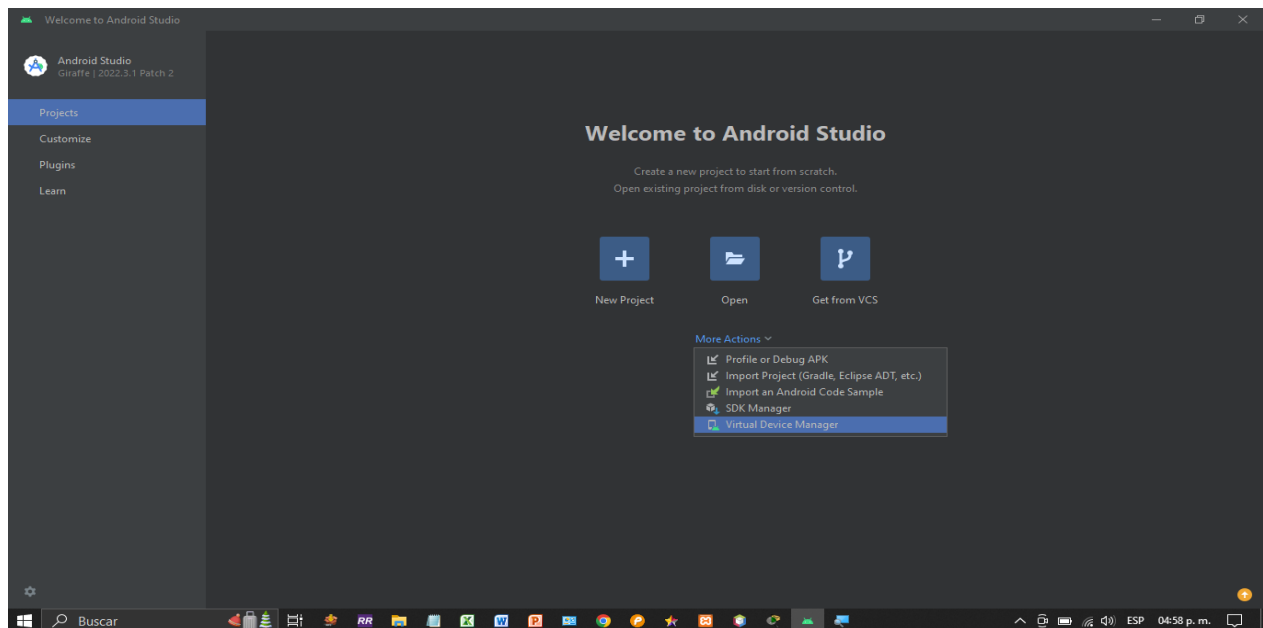 Welcome to Android Studio
Android Studio
Giraffe | 2022.3.1 Patch 2
Projects
Customize
Plugins
Learn
Welcome to Android Studio
Create a new project to start from scratch.
Open existing project from disk or version control.
New Project
Open
Get from VCS
More Actions
Profile or Debug APK
Import Project (Gradle, Eclipse ADT, etc.)
Import an Android Code Sample
SDK Manager
Virtual Device Manager
Buscar
RR
ESP
04:58 p. m.